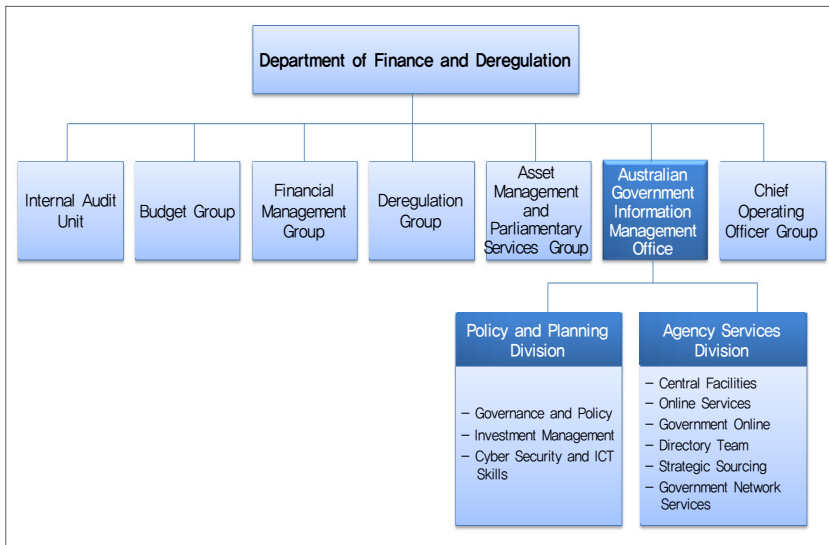 Department of Finance and Deregulation
Internal Audit
Unit
Budget Group
Financial
Management
Group
Deregulation
Group
Asset
Management
and
Parliamentary
Services Group
Australian
Government
Information
Management
Office
Chief
Operating
Officer Group
Policy and Planning
Division
- Governance and Policy
- Investment Management
- Cyber Security and ICT
Skills
Agency Services
Division
- Central Facilities
- Online Services
- Government Online
- Directory Team
- Strategic Sourcing
- Government Network
Services